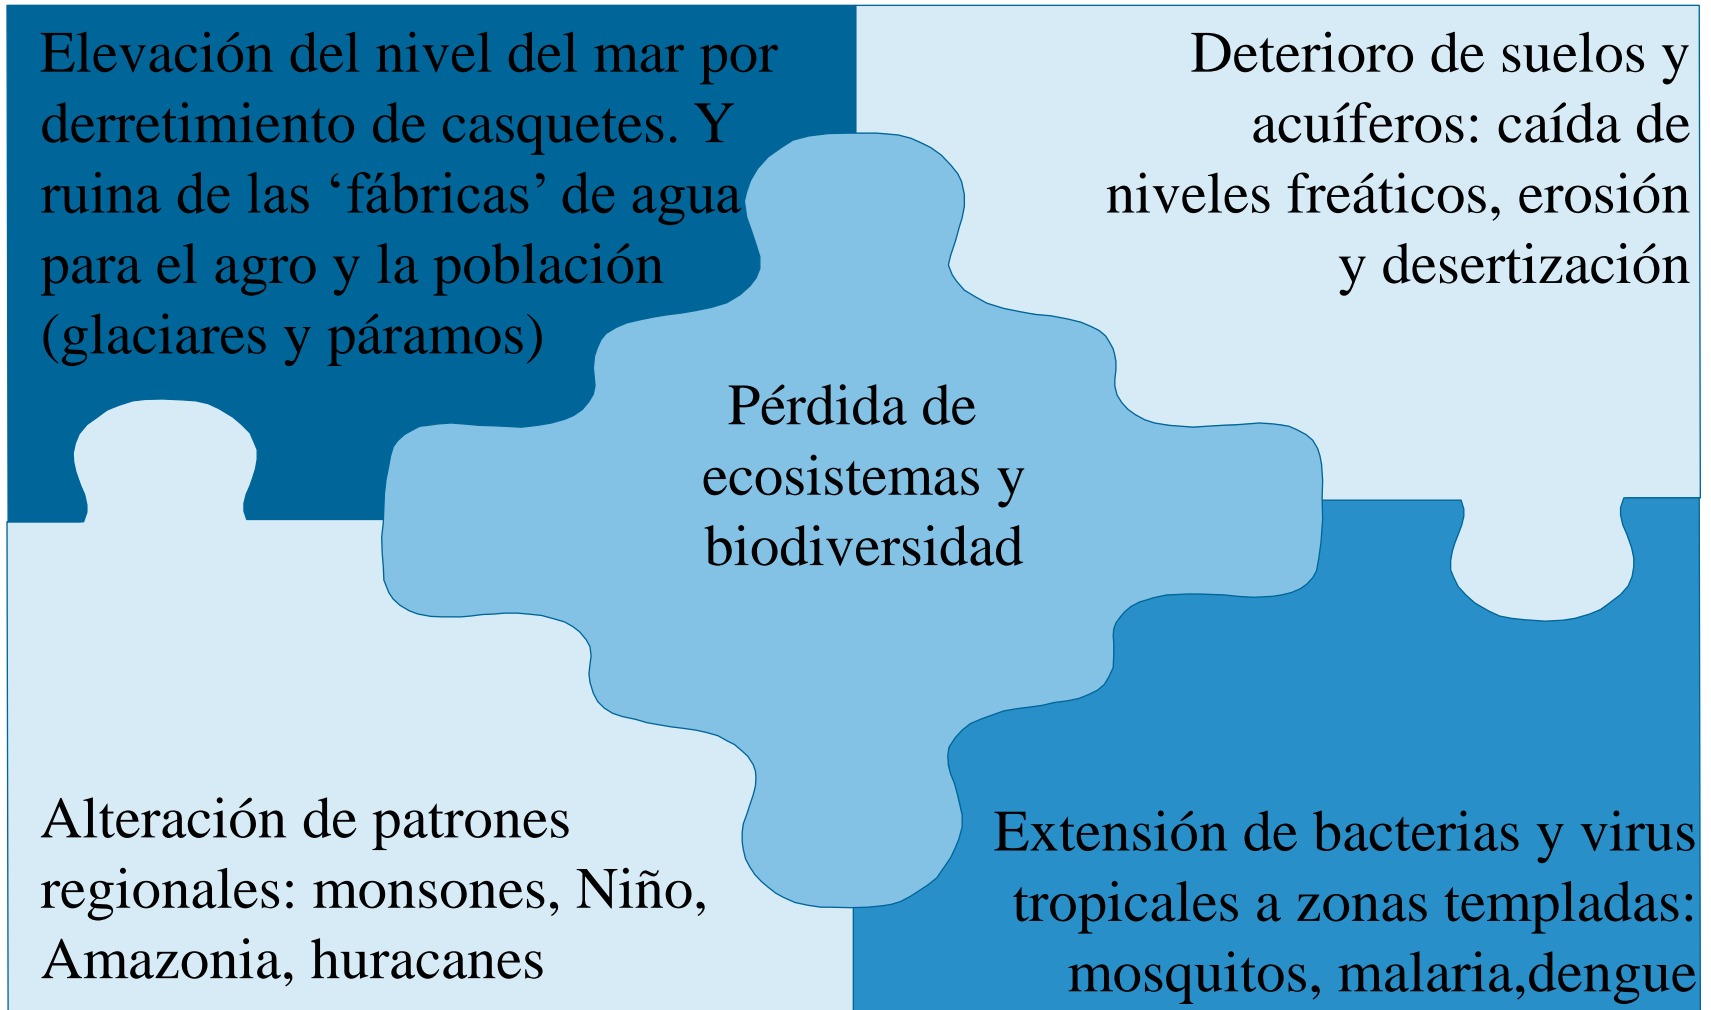 Elevación del nivel del mar por
derretimiento de casquetes. Y
ruina de las ‘fábricas’ de agua
para el agro y la población
(glaciares y páramos)
Deterioro de suelos y
acuíferos: caída de
niveles freáticos, erosión
y desertización
Pérdida de
ecosistemas y
biodiversidad
Alteración de patrones
regionales: monsones, Niño,
Amazonia, huracanes
Extensión de bacterias y virus
tropicales a zonas templadas:
mosquitos, malaria,dengue